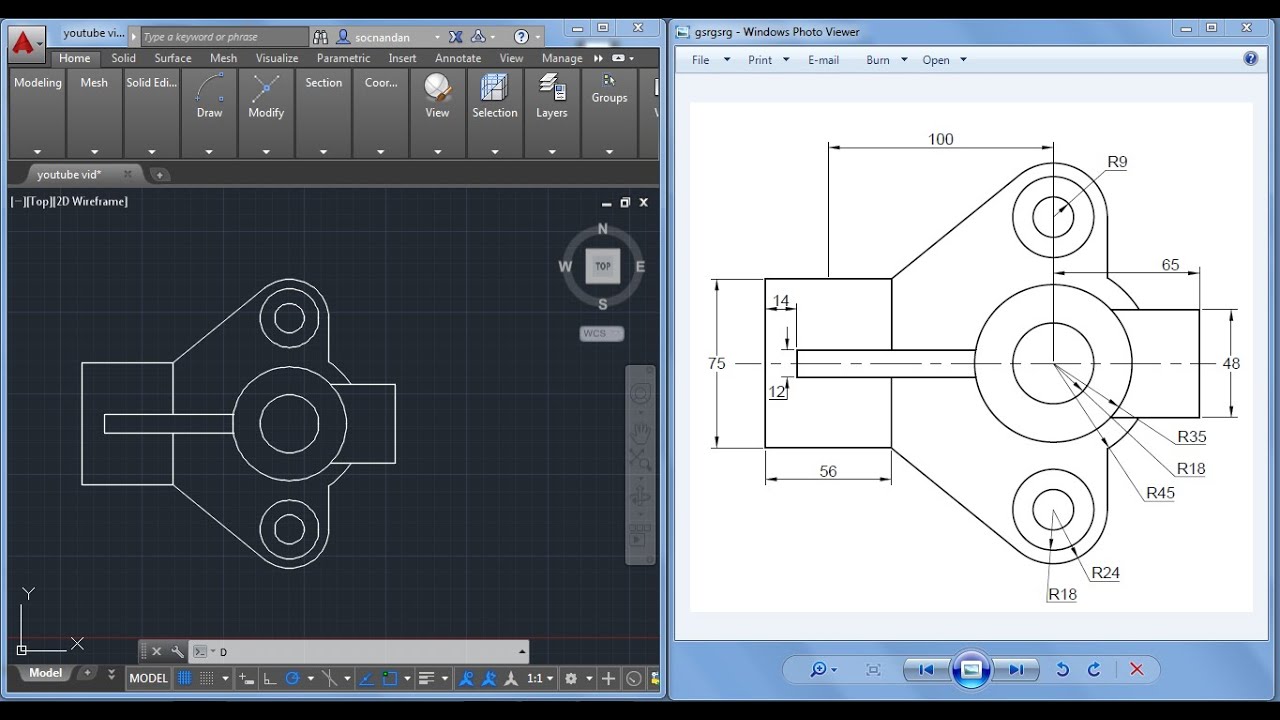 youtube vi...
Type a keyword or phrase
socnandan
Home Solid Surface Mesh Visualize Parametric Insert Annotate View Manage
Modeling Mesh Solid Edi... Draw Modify Section Coor... View Selection Layers Groups
youtube vid*
[−][Top][2D Wireframe]
N
W TOP E
S
WCS
Y
X
D
Model
MODEL 1:1
gsrgsrg - Windows Photo Viewer
File Print E-mail Burn Open
100
R9
65
14
75
48
12
R35
R18
56
R45
R24
R18